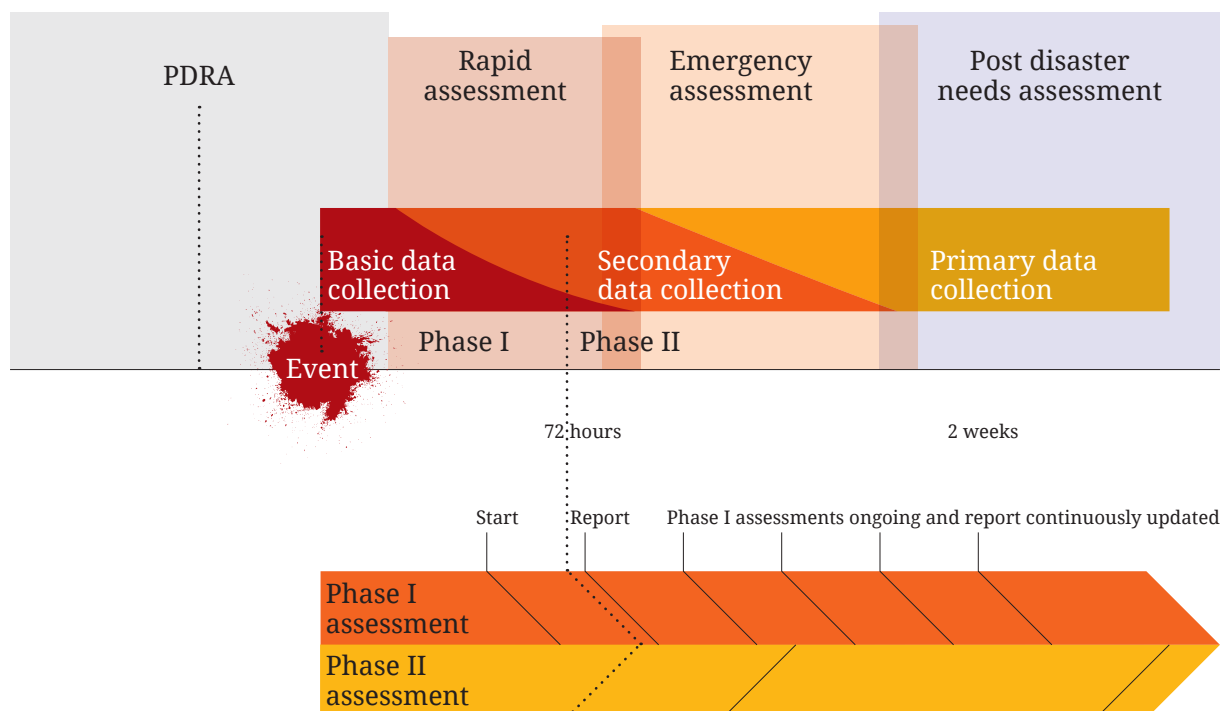 PDRA
Rapid
assessment
Emergency
assessment
Post disaster
needs assessment
Basic data
collection
Secondary
data collection
Primary data
collection
Phase I
Phase II
Event
72 hours
2 weeks
Start
Report
Phase I assessments ongoing and report continuously updated
Phase I
assessment
Phase II
assessment